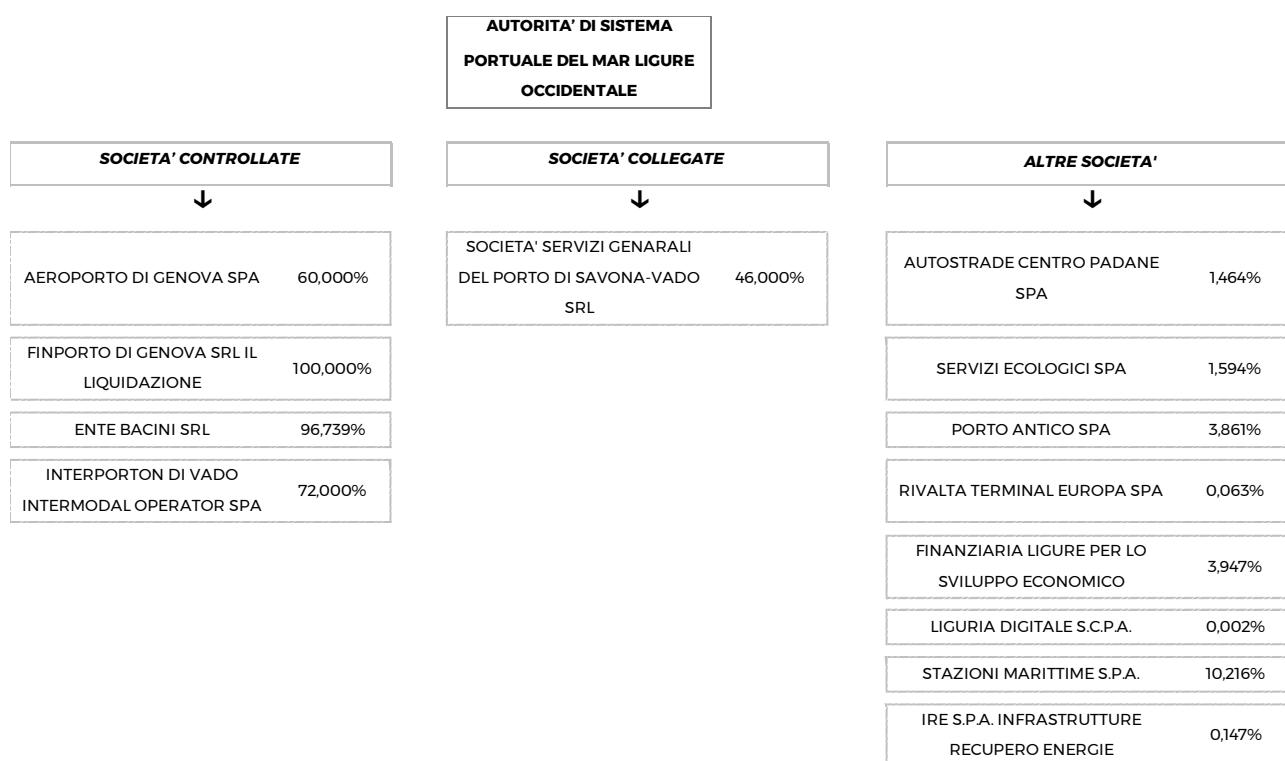 AUTORITA’ DI SISTEMA
PORTUALE DEL MAR LIGURE
OCCIDENTALE
SOCIETA’ CONTROLLATE
AEROPORTO DI GENOVA SPA 60,000%
FINPORTO DI GENOVA SRL IL
LIQUIDAZIONE
100,000%
ENTE BACINI SRL 96,739%
INTERPORTON DI VADO
INTERMODAL OPERATOR SPA
72,000%
SOCIETA’ COLLEGATE
SOCIETA' SERVIZI GENARALI
DEL PORTO DI SAVONA-VADO
SRL
46,000%
ALTRE SOCIETA'
AUTOSTRADE CENTRO PADANE
SPA
1,464%
SERVIZI ECOLOGICI SPA 1,594%
PORTO ANTICO SPA 3,861%
RIVALTA TERMINAL EUROPA SPA 0,063%
FINANZIARIA LIGURE PER LO
SVILUPPO ECONOMICO
3,947%
LIGURIA DIGITALE S.C.P.A. 0,002%
STAZIONI MARITTIME S.P.A. 10,216%
IRE S.P.A. INFRASTRUTTURE
RECUPERO ENERGIE
0,147%